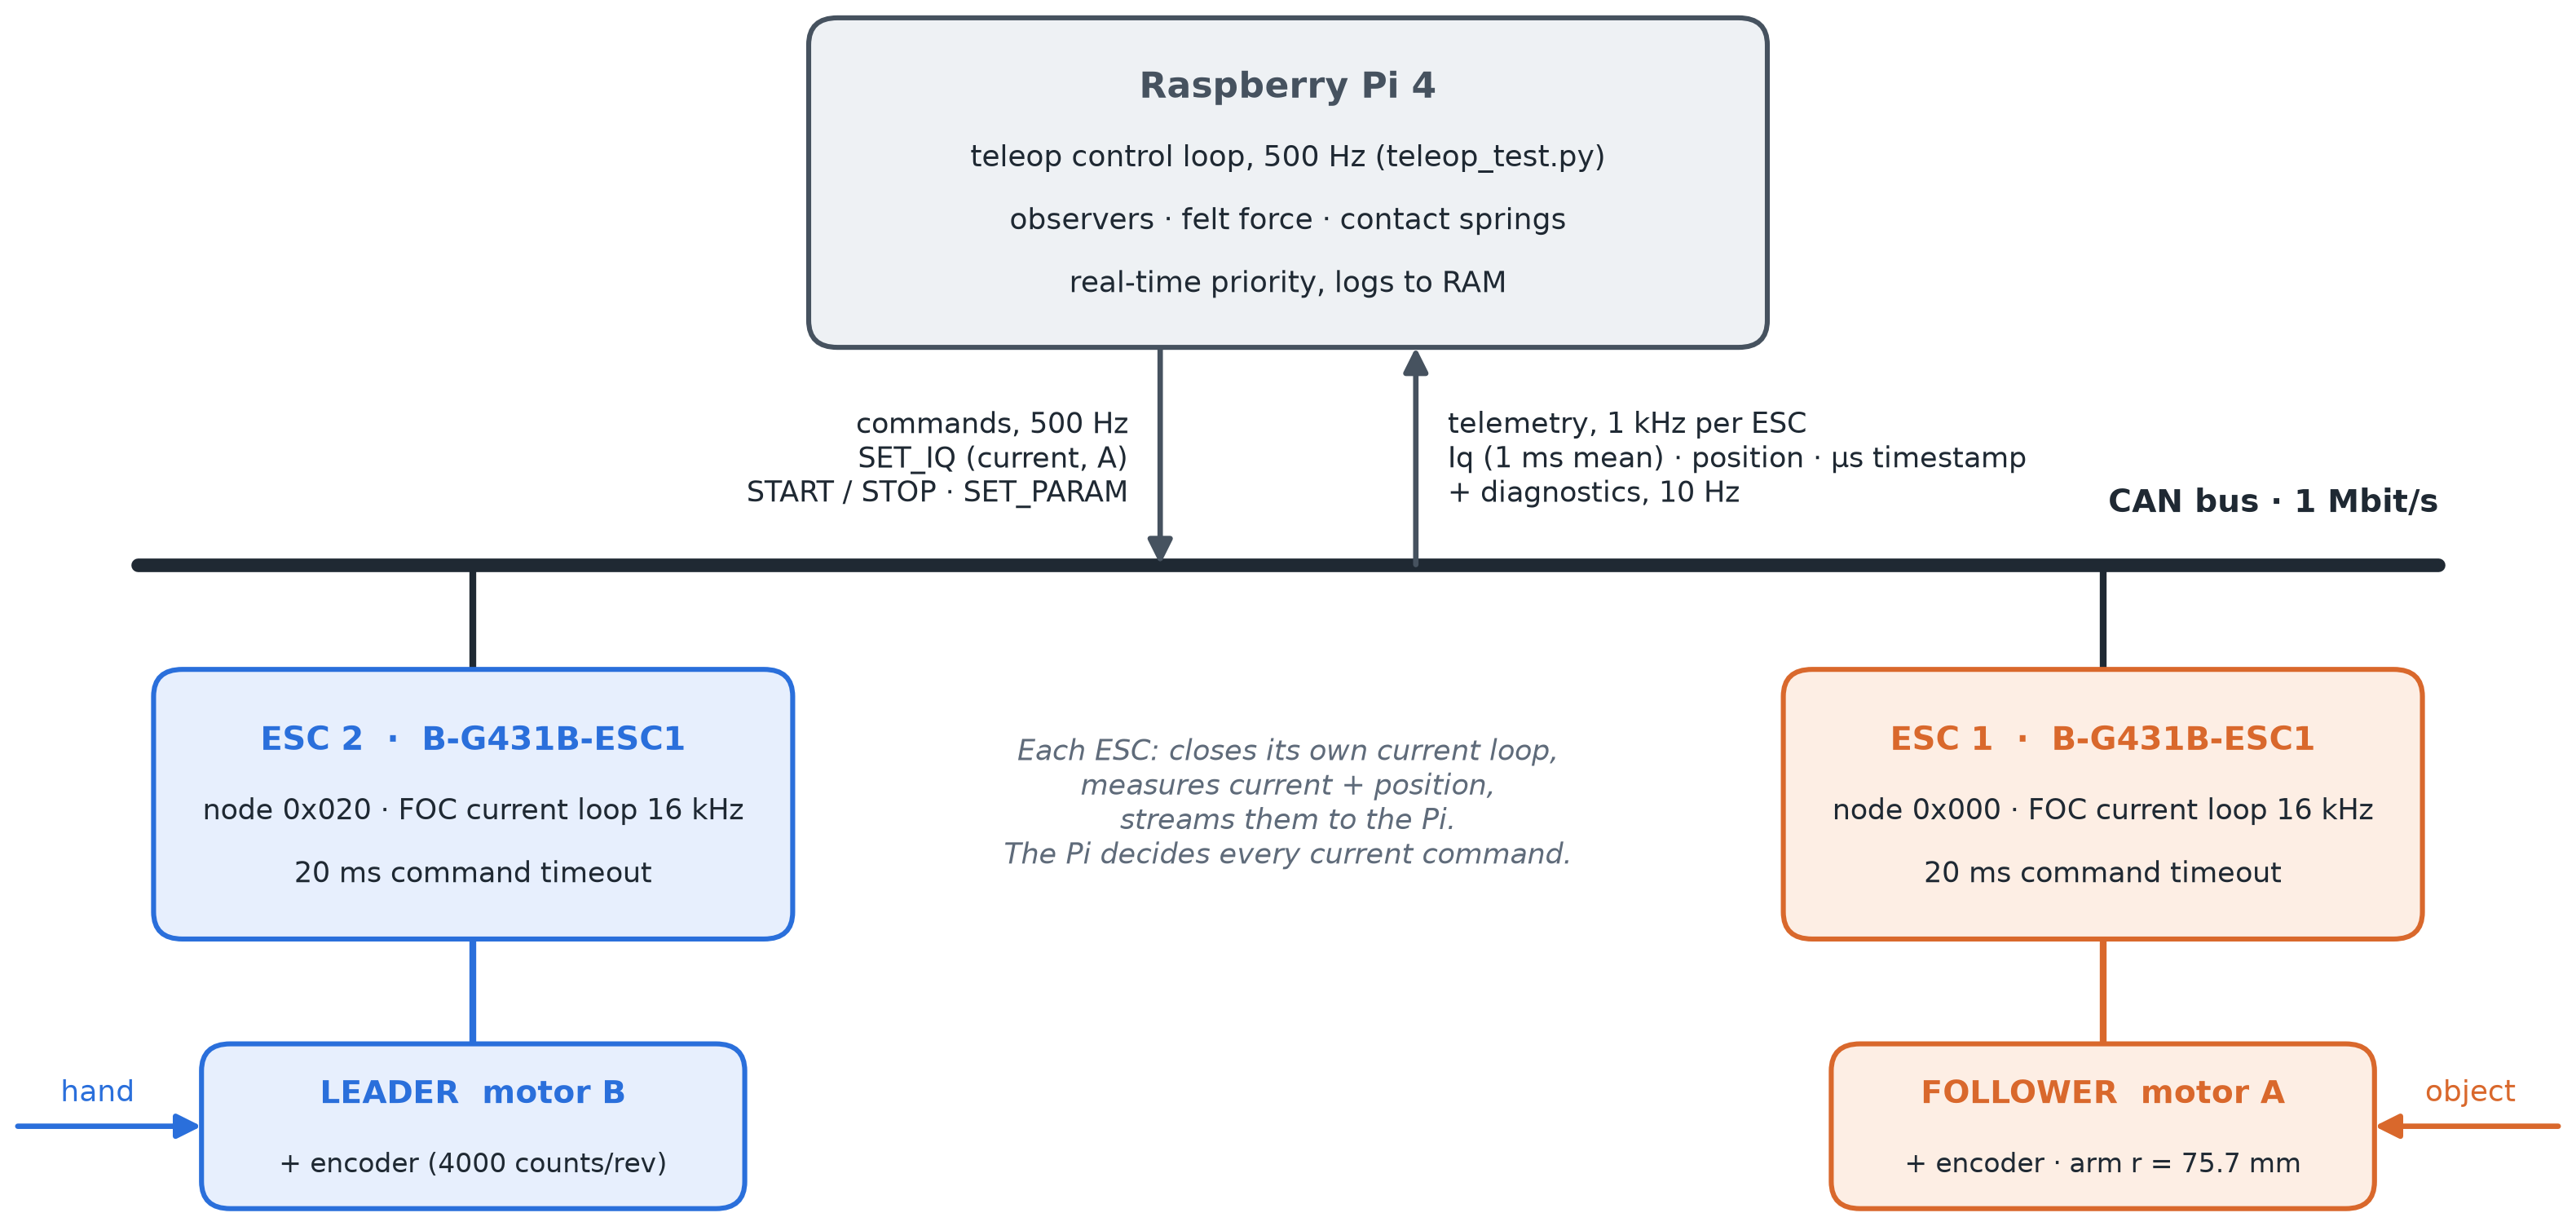 Raspberry Pi 4
teleop control loop, 500 Hz (teleop_test.py)
observers · felt force · contact springs
real-time priority, logs to RAM
commands, 500 Hz
SET_IQ (current, A)
START / STOP · SET_PARAM
telemetry, 1 kHz per ESC
Iq (1 ms mean) · position · µs timestamp
+ diagnostics, 10 Hz
CAN bus · 1 Mbit/s
ESC 2 · B-G431B-ESC1
node 0x020 · FOC current loop 16 kHz
20 ms command timeout
Each ESC: closes its own current loop,
measures current + position,
streams them to the Pi.
The Pi decides every current command.
ESC 1 · B-G431B-ESC1
node 0x000 · FOC current loop 16 kHz
20 ms command timeout
hand
LEADER motor B
+ encoder (4000 counts/rev)
FOLLOWER motor A
+ encoder · arm r = 75.7 mm
object